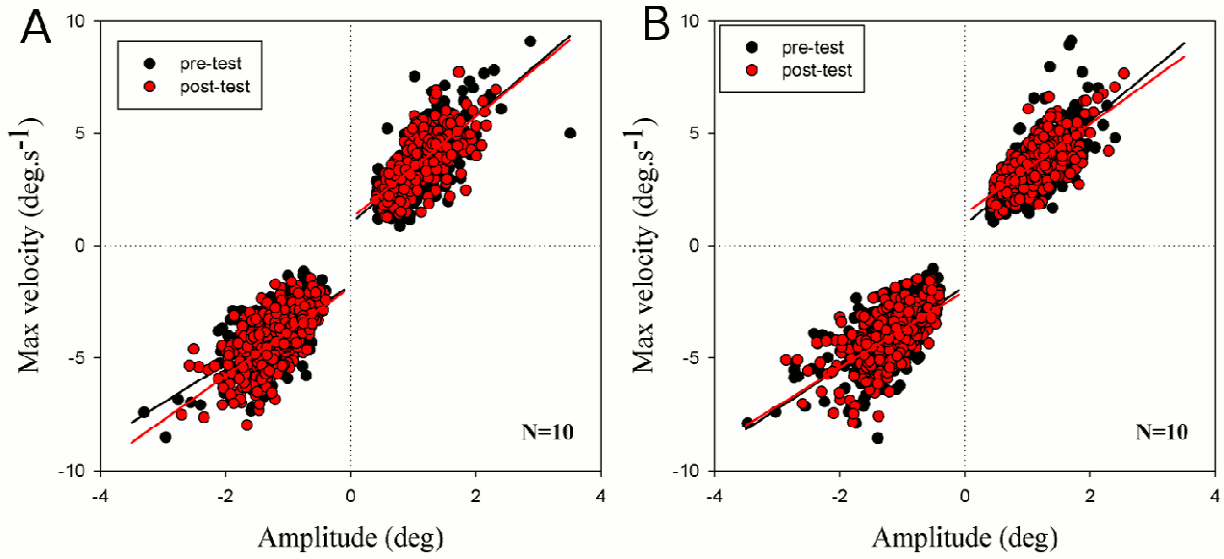 A
pre-test
post-test
Max velocity (deg.s-1)
10
5
0
-5
-10
-4
-2
0
2
4
Amplitude (deg)
N=10
B
pre-test
post-test
Max velocity (deg.s-1)
10
5
0
-5
-10
-4
-2
0
2
4
Amplitude (deg)
N=10